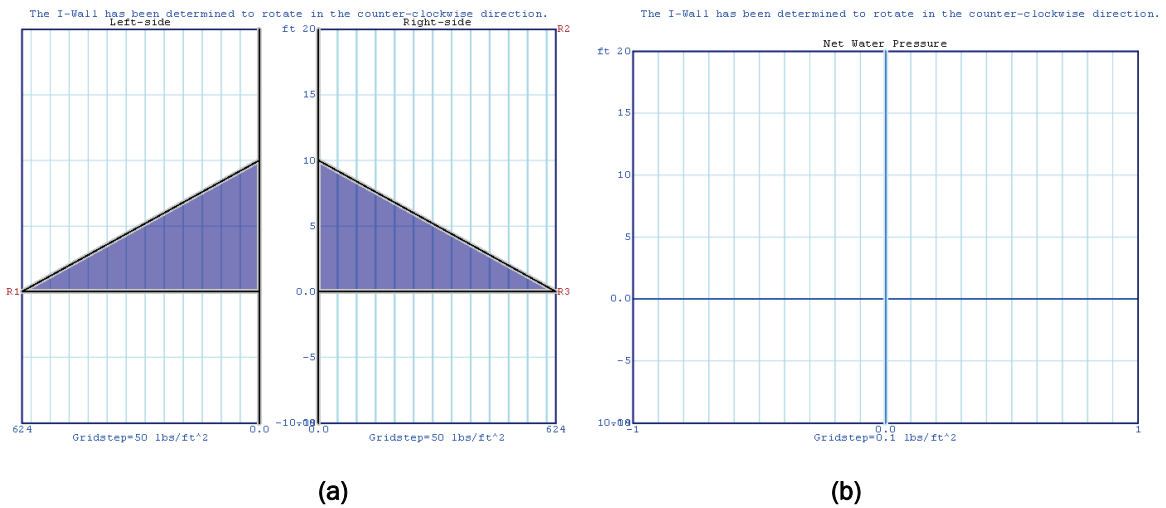 The I-Wall has been determined to rotate in the counter-clockwise direction.
Left-side
Right-side
ft 20
R2
15
10
5
R1
0.0
R3
-5
624
0.0
0.0
624
Gridstep=50 lbs/ft^2
Gridstep=50 lbs/ft^2
(a)
The I-Wall has been determined to rotate in the counter-clockwise direction.
Net Water Pressure
ft 20
15
10
5
0.0
-5
-1
0.0
1
Gridstep=0.1 lbs/ft^2
(b)